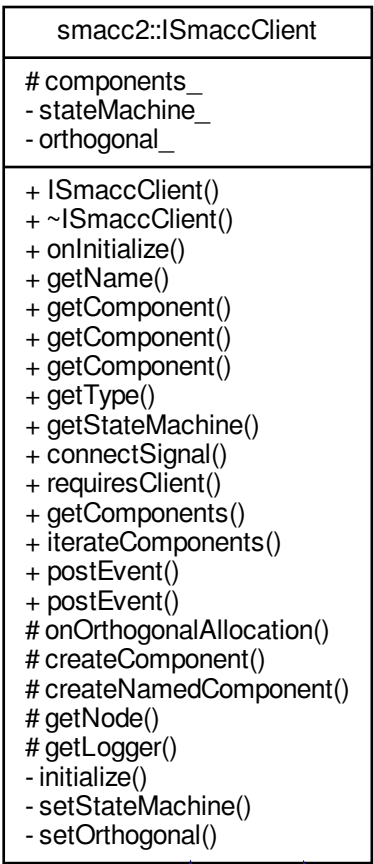 smacc2::ISmaccClient
# components_
- stateMachine_
- orthogonal_
+ ISmaccClient()
+ ~ISmaccClient()
+ onInitialize()
+ getName()
+ getComponent()
+ getComponent()
+ getComponent()
+ getType()
+ getStateMachine()
+ connectSignal()
+ requiresClient()
+ getComponents()
+ iterateComponents()
+ postEvent()
+ postEvent()
# onOrthogonalAllocation()
# createComponent()
# createNamedComponent()
# getNode()
# getLogger()
- initialize()
- setStateMachine()
- setOrthogonal()